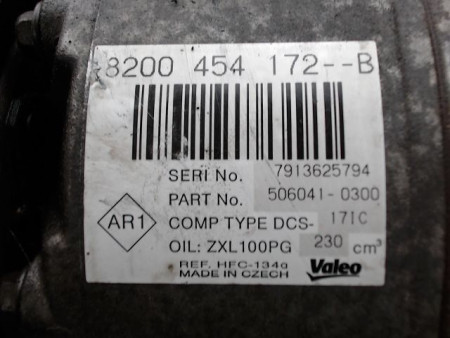 8200 454 172--B
SERI No. 7913625794
PART No. 506041-0300
AR1
COMP TYPE DCS-171C
OIL: ZXL100PG 230 cm³
REF. HFC-134a
MADE IN CZECH
Valeo